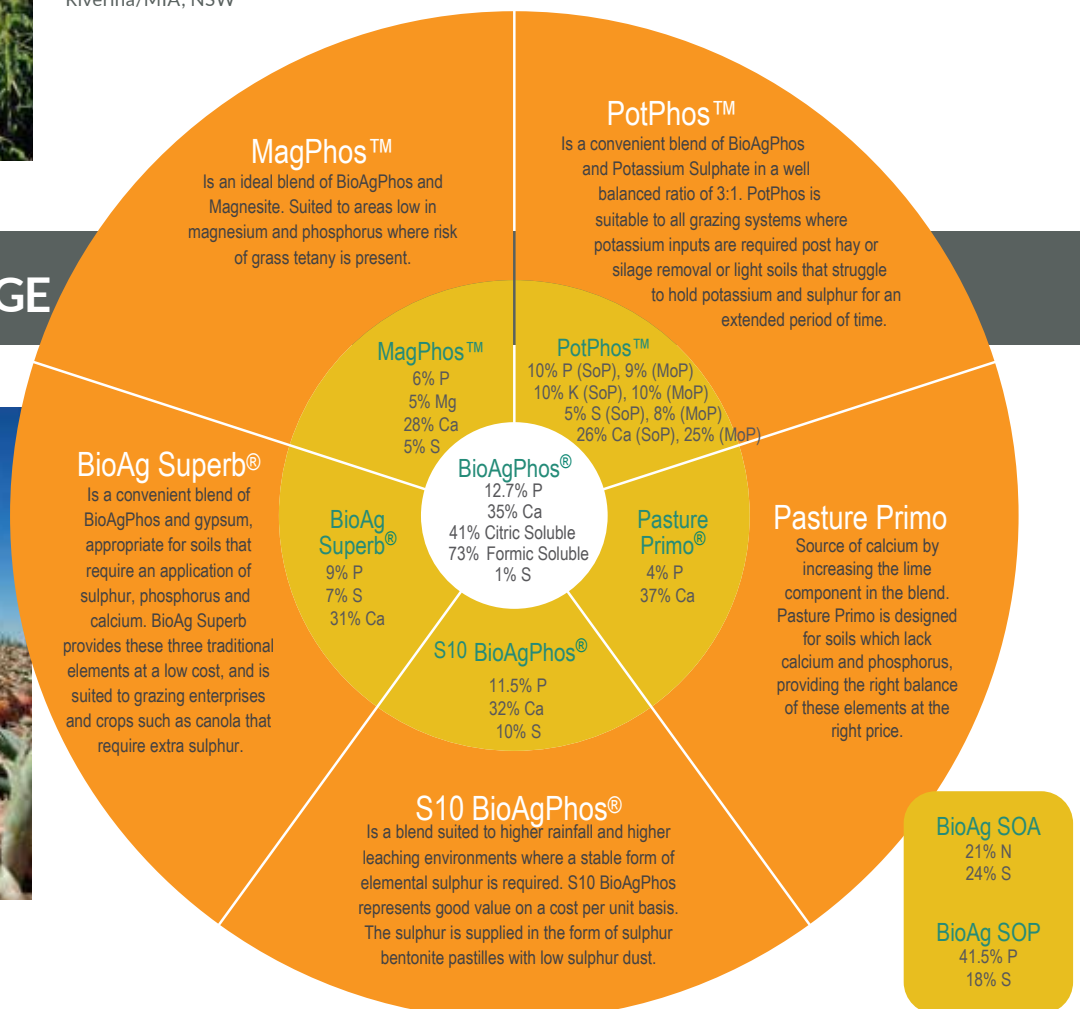 Riverina/MIA, NSW
GE
MagPhos™
Is an ideal blend of BioAgPhos and
Magnesite. Suited to areas low in
magnesium and phosphorus where risk
of grass tetany is present.
PotPhos™
Is a convenient blend of BioAgPhos
and Potassium Sulphate in a well
balanced ratio of 3:1. PotPhos is
suitable to all grazing systems where
potassium inputs are required post hay or
silage removal or light soils that struggle
to hold potassium and sulphur for an
extended period of time.
MagPhos™
6% P
5% Mg
28% Ca
5% S
PotPhos™
10% P (SoP), 9% (MoP)
10% K (SoP), 10% (MoP)
5% S (SoP), 8% (MoP)
26% Ca (SoP), 25% (MoP)
BioAgPhos®
12.7% P
35% Ca
41% Citric Soluble
73% Formic Soluble
1% S
BioAg Superb®
Is a convenient blend of
BioAgPhos and gypsum,
appropriate for soils that
require an application of
sulphur, phosphorus and
calcium. BioAg Superb
provides these three traditional
elements at a low cost, and is
suited to grazing enterprises
and crops such as canola that
require extra sulphur.
BioAg
Superb®
9% P
7% S
31% Ca
Pasture
Primo®
4% P
37% Ca
Pasture Primo
Source of calcium by
increasing the lime
component in the blend.
Pasture Primo is designed
for soils which lack
calcium and phosphorus,
providing the right balance
of these elements at the
right price.
S10 BioAgPhos®
11.5% P
32% Ca
10% S
S10 BioAgPhos®
Is a blend suited to higher rainfall and higher
leaching environments where a stable form of
elemental sulphur is required. S10 BioAgPhos
represents good value on a cost per unit basis.
The sulphur is supplied in the form of sulphur
bentonite pastilles with low sulphur dust.
BioAg SOA
21% N
24% S
BioAg SOP
41.5% P
18% S